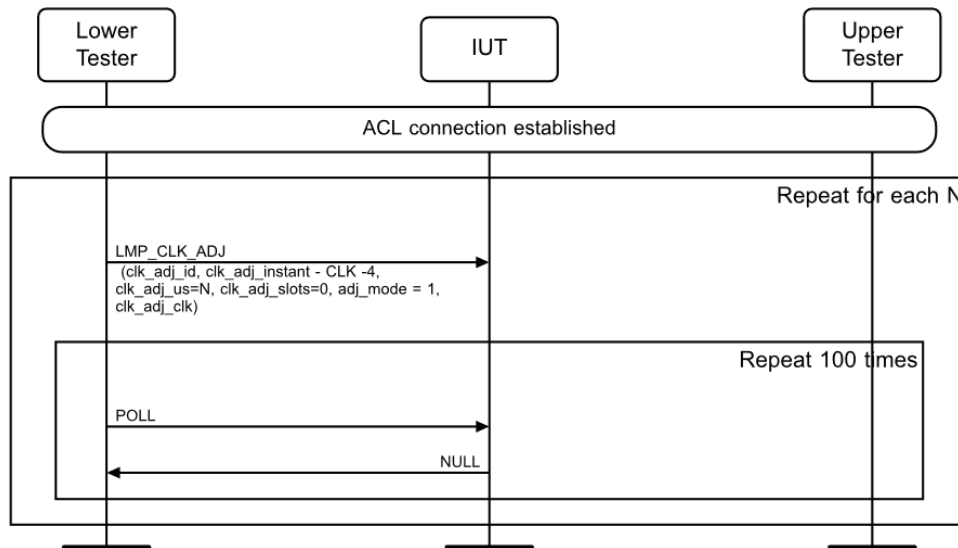 Lower
Tester
IUT
Upper
Tester
ACL connection established
Repeat for each N
LMP_CLK_ADJ
(clk_adj_id, clk_adj_instant - CLK -4,
clk_adj_us=N, clk_adj_slots=0, adj_mode = 1,
clk_adj_clk)
Repeat 100 times
POLL
NULL